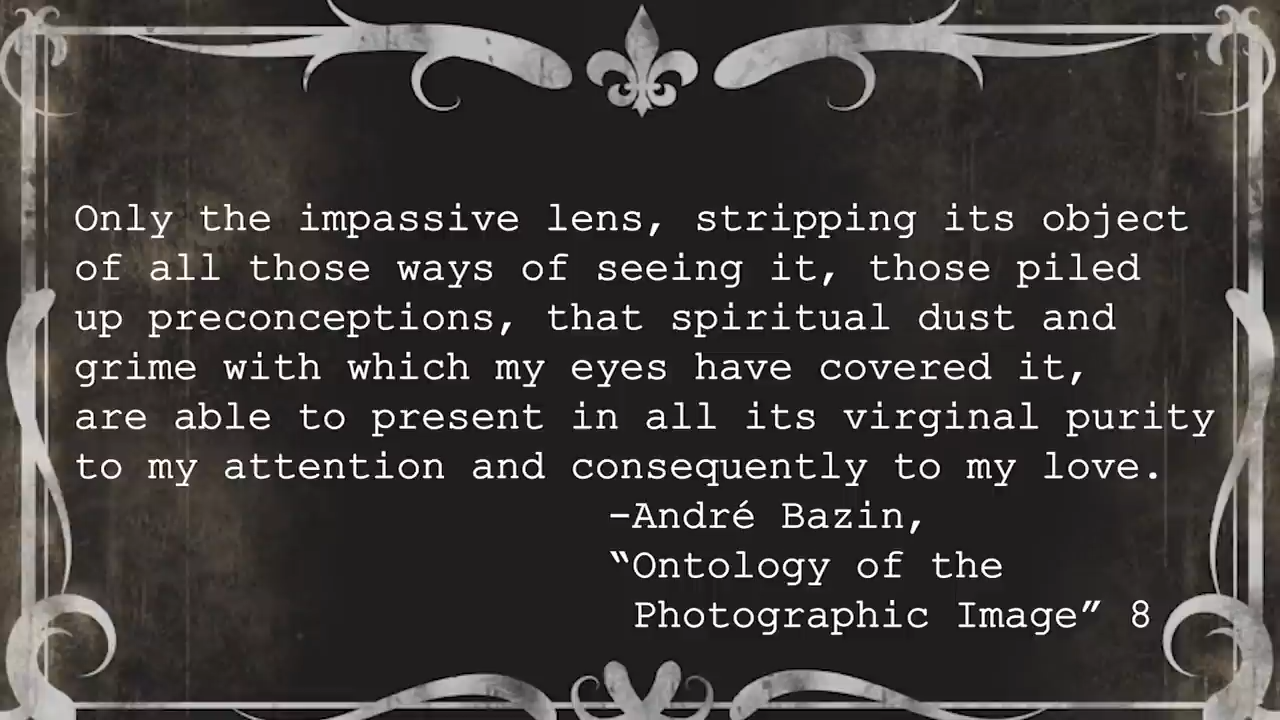 Only the impassive lens, stripping its object
of all those ways of seeing it, those piled
up preconceptions, that spiritual dust and
grime with which my eyes have covered it,
are able to present in all its virginal purity
to my attention and consequently to my love.
–André Bazin,
“Ontology of the
Photographic Image” 8